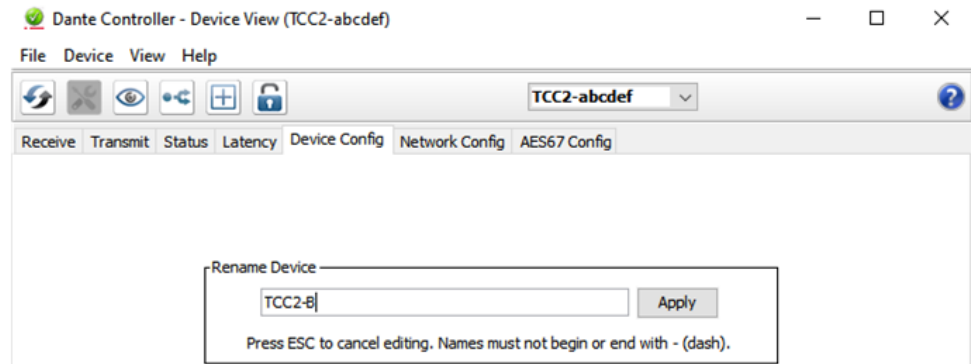 Dante Controller - Device View (TCC2-abcdef)
File Device View Help
TCC2-abcdef
?
Receive Transmit Status Latency Device Config Network Config AES67 Config
Rename Device
TCC2-B
Apply
Press ESC to cancel editing. Names must not begin or end with - (dash).